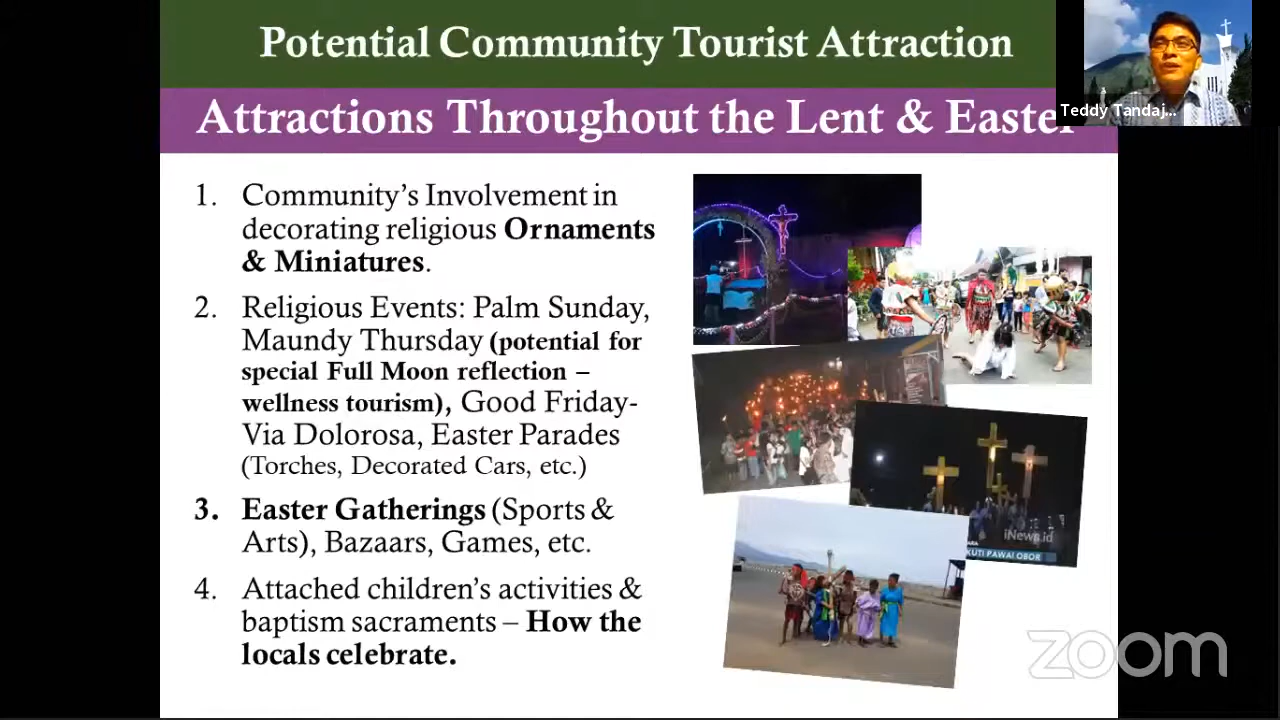 Potential Community Tourist Attraction
Attractions Throughout the Lent & Easter
Teddy Tandaj...
1. Community's Involvement in
decorating religious Ornaments
& Miniatures.
2. Religious Events: Palm Sunday,
Maundy Thursday (potential for
special Full Moon reflection –
wellness tourism), Good Friday-
Via Dolorosa, Easter Parades
(Torches, Decorated Cars, etc.)
3. Easter Gatherings (Sports &
Arts), Bazaars, Games, etc.
4. Attached children's activities &
baptism sacraments – How the
locals celebrate.
iNews.id
KUTI PAWAI OBOR
zoom